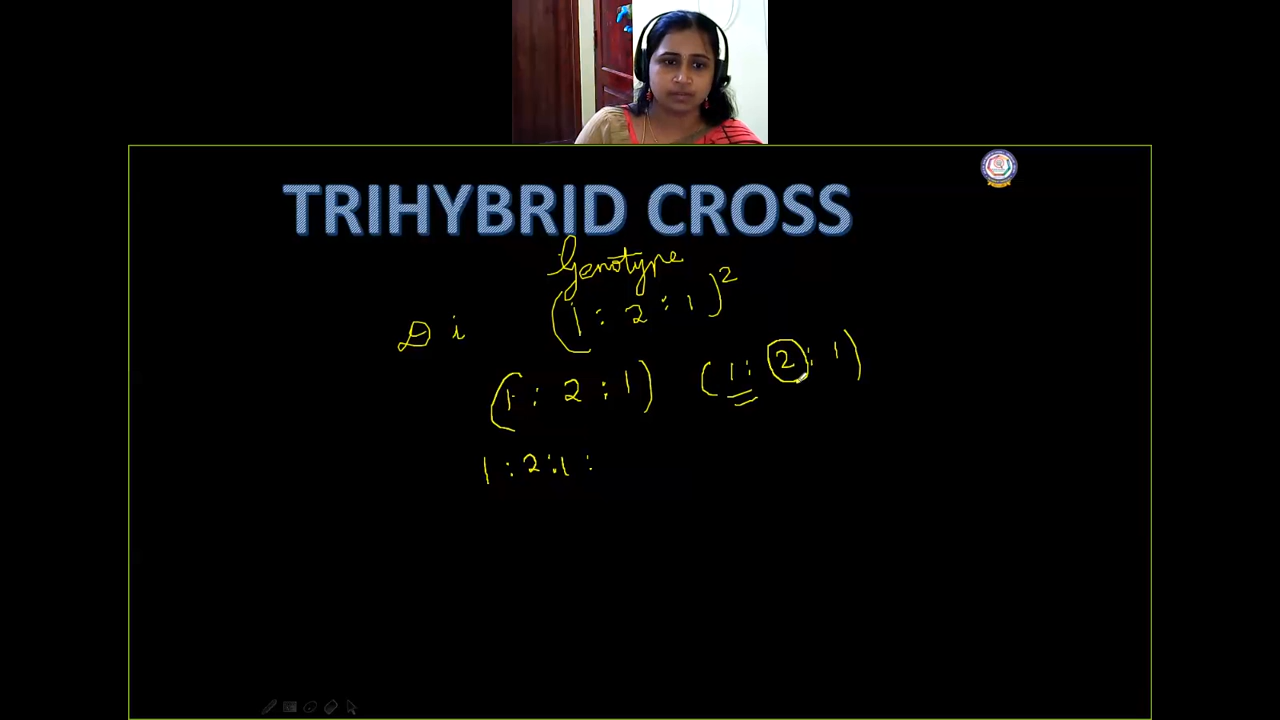 TRIHYBRID CROSS
Genotype
Di (1 : 2 : 1)²
(1 : 2 : 1) (1 : 2 : 1)
1 : 2 : 1 :